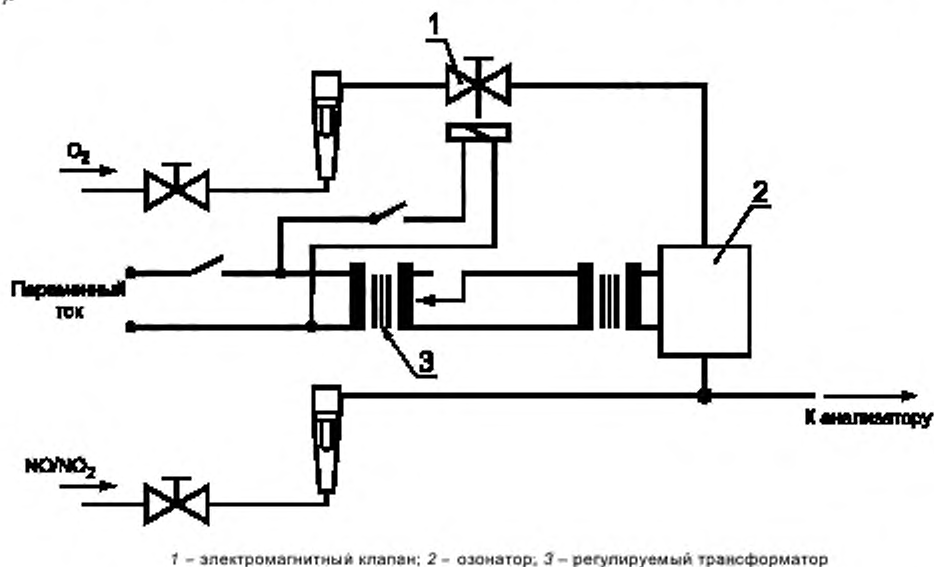 1
O₂
2
Переменный
ток
3
К анализатору
NO/NO₂
1 – электромагнитный клапан; 2 – озонатор; 3 – регулируемый трансформатор